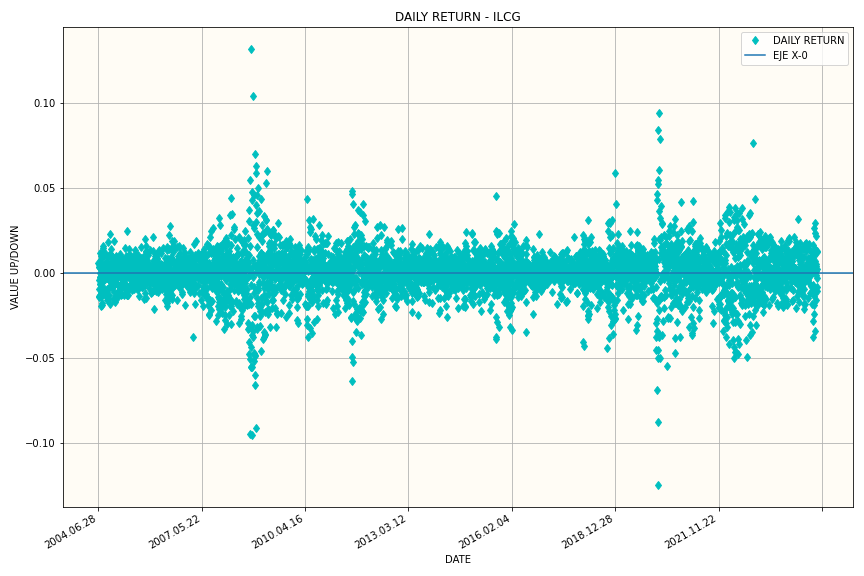 DAILY RETURN - ILCG
DAILY RETURN
EJE X-0
0.10
0.05
0.00
−0.05
−0.10
VALUE UP/DOWN
2004.06.28
2007.05.22
2010.04.16
2013.03.12
2016.02.04
2018.12.28
2021.11.22
DATE